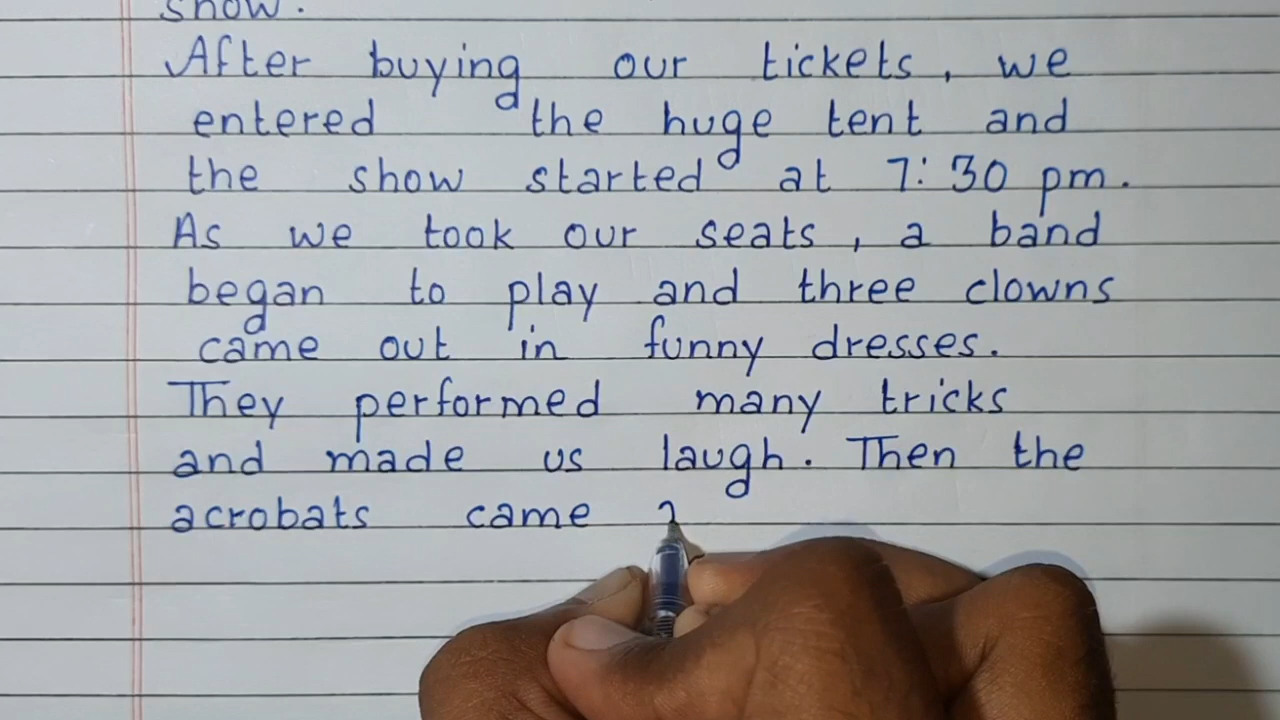 show.
After buying our tickets, we
entered the huge tent and
the show started at 7:30 pm.
As we took our seats, a band
began to play and three clowns
came out in funny dresses.
They performed many tricks
and made us laugh. Then the
acrobats came